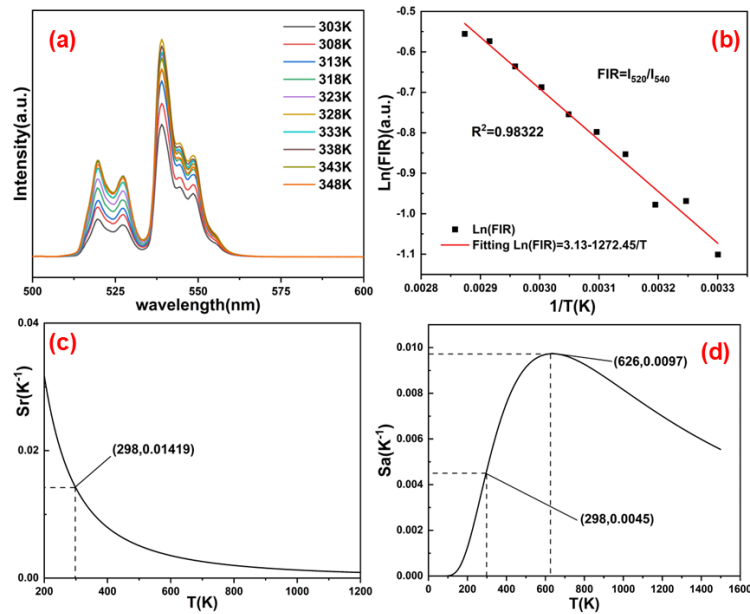 (a)
303K
308K
313K
318K
323K
328K
333K
338K
343K
348K
Intensity(a.u.)
500 525 550 575 600
wavelength(nm)
(b)
-0.5
-0.6
-0.7
-0.8
-0.9
-1.0
-1.1
Ln(FIR)(a.u.)
FIR=I520/I540
R²=0.98322
Ln(FIR)
Fitting Ln(FIR)=3.13-1272.45/T
0.0028 0.0029 0.0030 0.0031 0.0032 0.0033
1/T(K)
(c)
0.04
0.02
0.00
Sr(K-1)
(298,0.01419)
200 400 600 800 1000 1200
T(K)
(d)
0.010
0.008
0.006
0.004
0.002
0.000
Sa(K-1)
(626,0.0097)
(298,0.0045)
0 200 400 600 800 1000 1200 1400 1600
T(K)